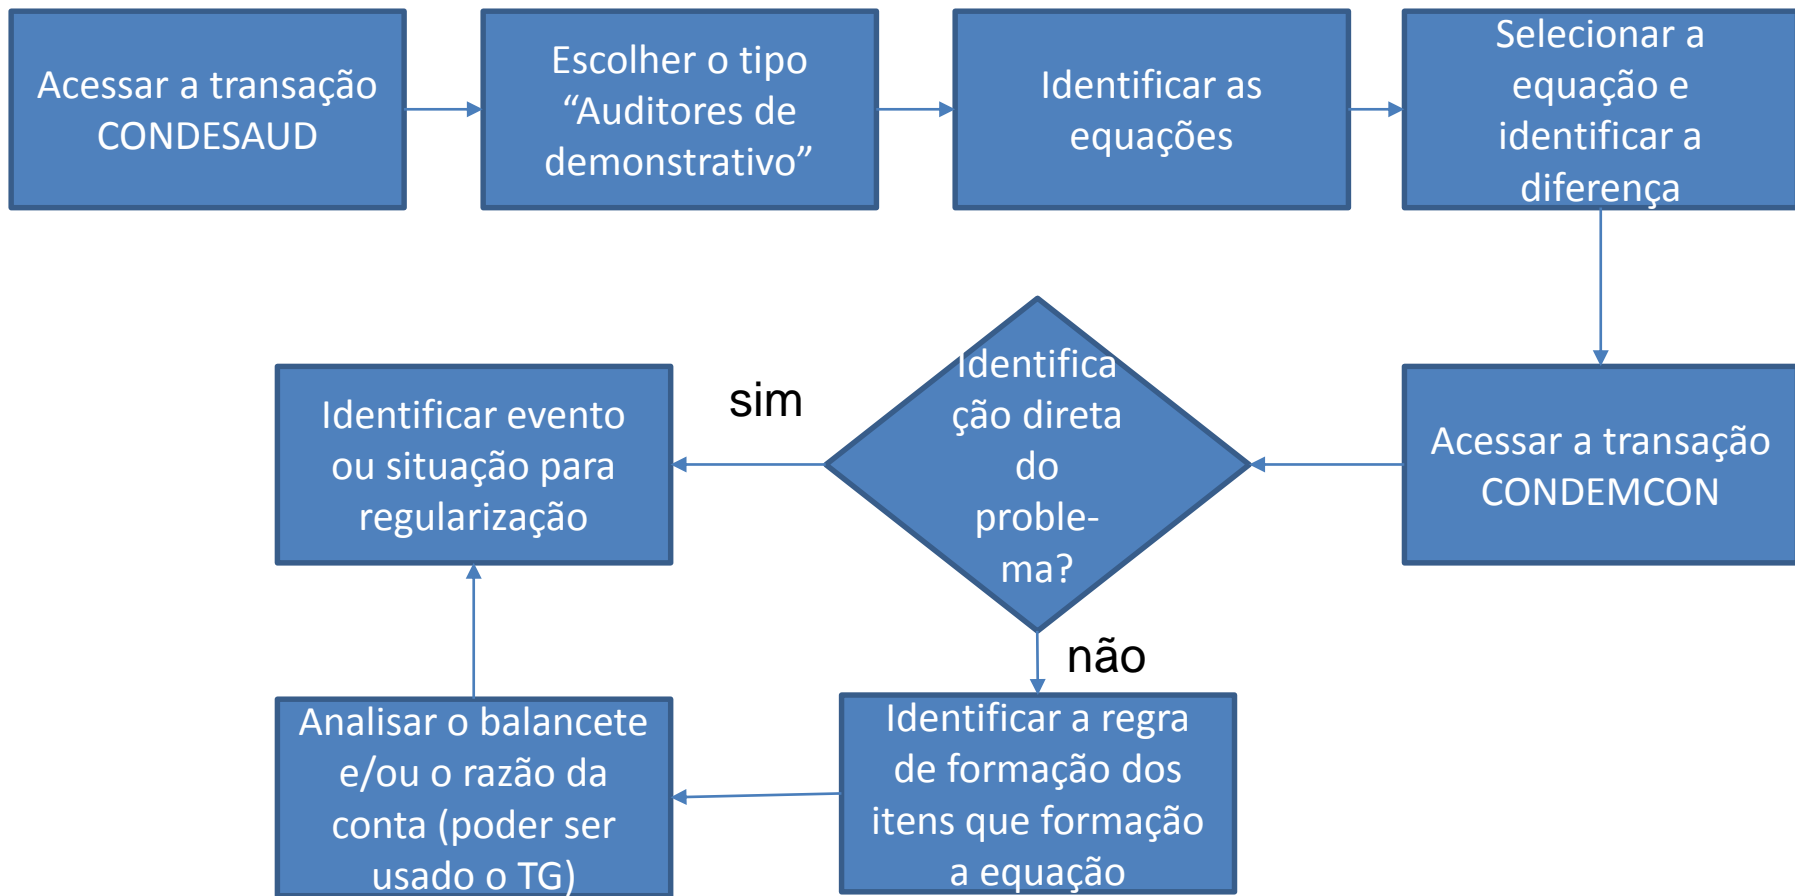 Acessar a transação
CONDESAUD
Escolher o tipo
“Auditores de
demonstrativo”
Identificar as
equações
Selecionar a
equação e
identificar a
diferença
Acessar a transação
CONDEMCON
Identifica
ção direta
do
proble-
ma?
sim
Identificar evento
ou situação para
regularização
não
Identificar a regra
de formação dos
itens que formação
a equação
Analisar o balancete
e/ou o razão da
conta (poder ser
usado o TG)